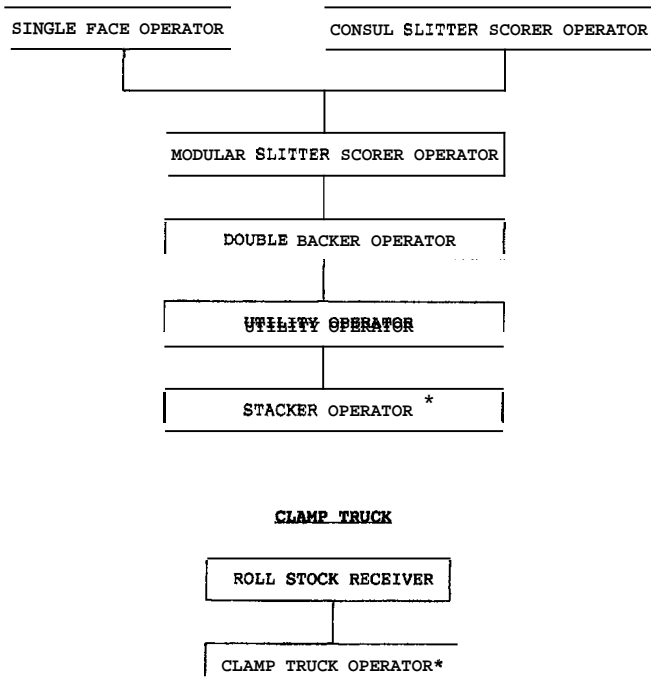 SINGLE FACE OPERATOR
CONSUL SLITTER SCORER OPERATOR
MODULAR SLITTER SCORER OPERATOR
DOUBLE BACKER OPERATOR
UTILITY OPERATOR
STACKER OPERATOR *
CLAMP TRUCK
ROLL STOCK RECEIVER
CLAMP TRUCK OPERATOR*